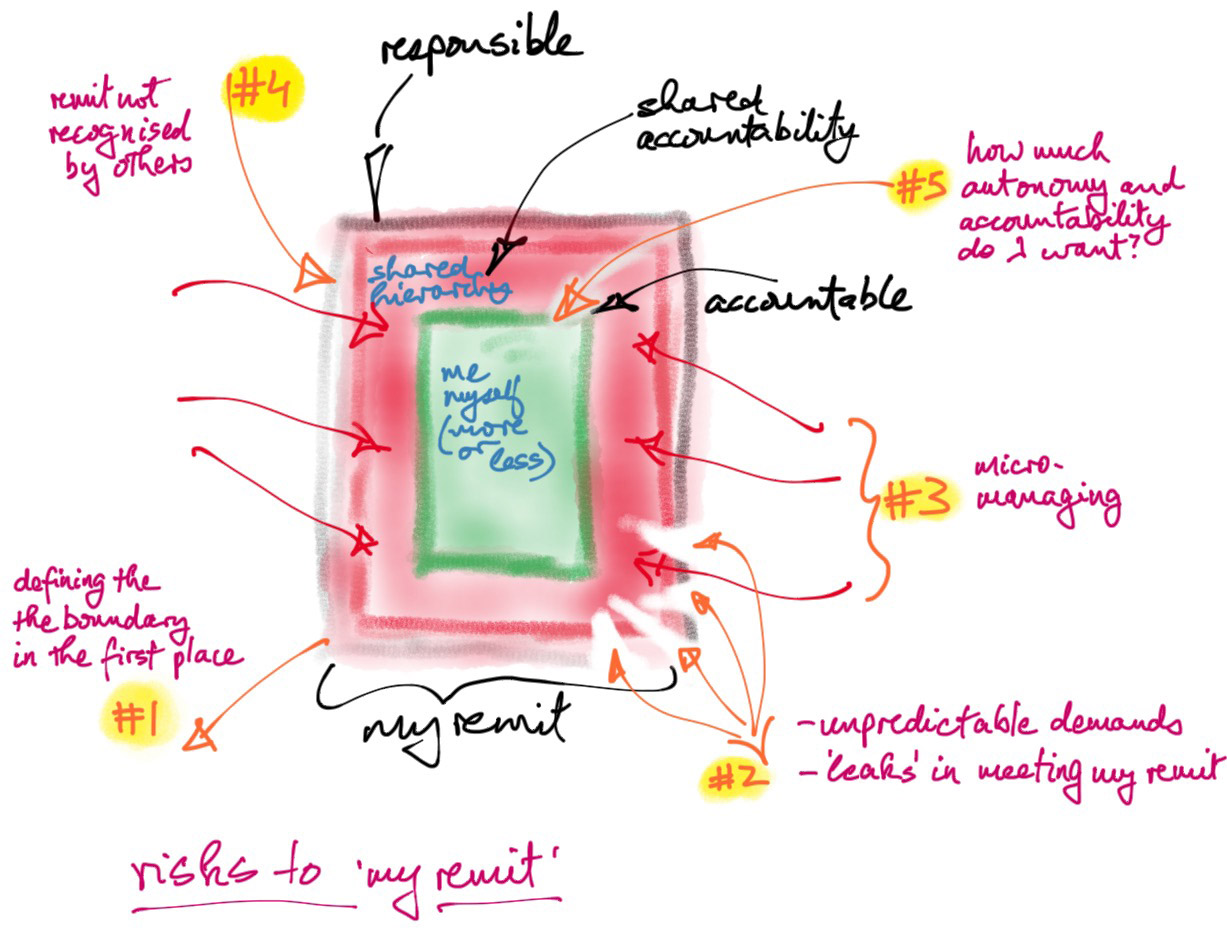 responsible
#4
remit not
recognised
by others
shared
accountability
#5
how much
autonomy and
accountability
do I want?
shared
hierarchy
accountable
me
myself
(more
or less)
#3
micro-
managing
defining the
the boundary
in the first place
#1
my remit
#2
- unpredictable demands
- 'leaks' in meeting my remit
risks to 'my remit'